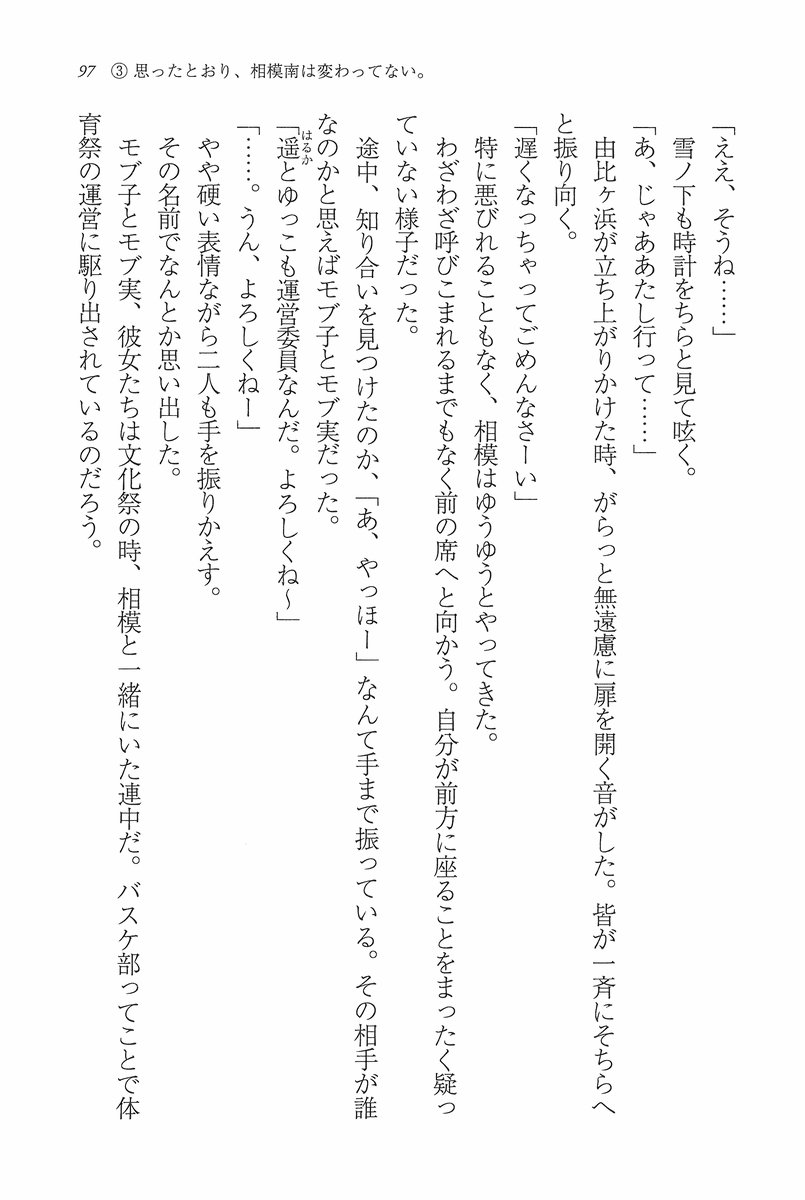 97 ③ 思ったとおり、相模南は変わってない。
「ええ、そうね……」
雪ノ下も時計をちらと見て呟く。
「あ、じゃああたし行って……」
由比ヶ浜が立ち上がりかけた時、がらっと無遠慮に扉を開く音がした。皆が一斉にそちらへ
と振り向く。
「遅くなっちゃってごめんなさーい」
特に悪びれることもなく、相模はゆうゆうとやってきた。
わざわざ呼びこまれるまでもなく前の席へと向かう。自分が前方に座ることをまったく疑っ
ていない様子だった。
途中、知り合いを見つけたのか、「あ、やっほー」なんて手まで振っている。その相手が誰
なのかと思えばモブ子とモブ実だった。
はるか
「遥とゆっこも運営委員なんだ。よろしくね〜」
「……。うん、よろしくねー」
やや硬い表情ながら二人も手を振りかえす。
その名前でなんとか思い出した。
モブ子とモブ実、彼女たちは文化祭の時、相模と一緒にいた連中だ。バスケ部ってことで体
育祭の運営に駆り出されているのだろう。